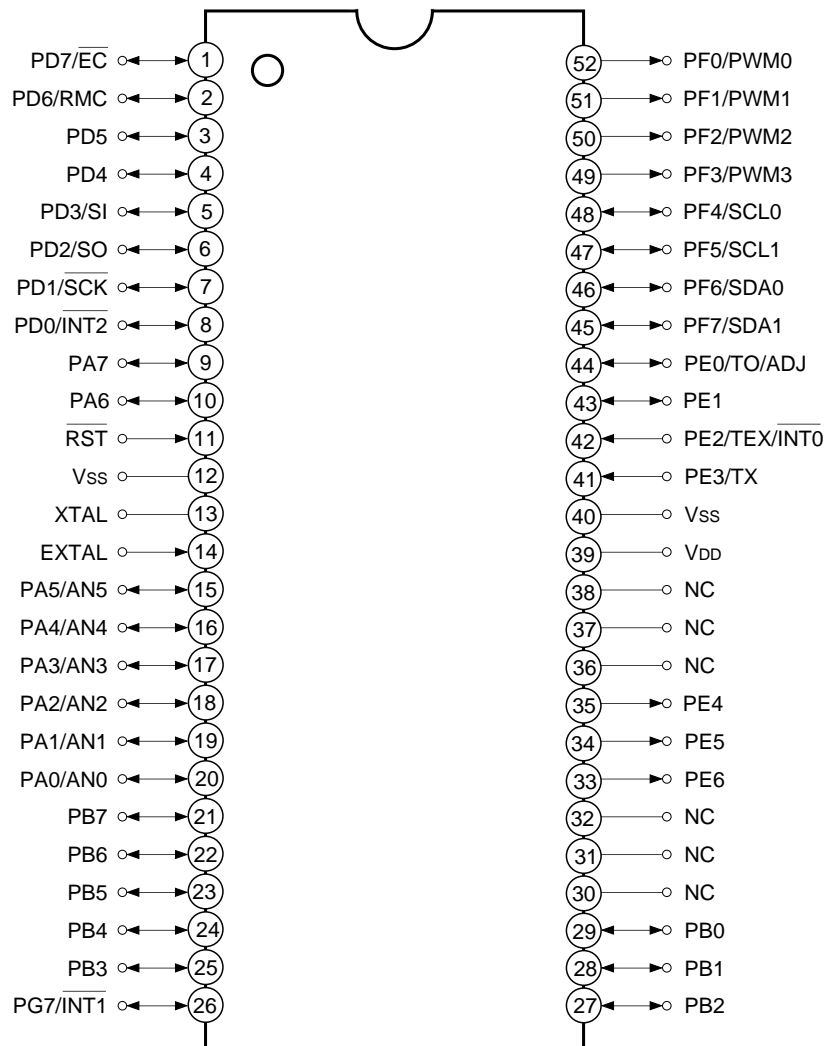 PD7/E̅C̅ 1 52 PF0/PWM0
PD6/RMC 2 51 PF1/PWM1
PD5 3 50 PF2/PWM2
PD4 4 49 PF3/PWM3
PD3/SI 5 48 PF4/SCL0
PD2/SO 6 47 PF5/SCL1
PD1/S̅C̅K̅ 7 46 PF6/SDA0
PD0/I̅N̅T̅2̅ 8 45 PF7/SDA1
PA7 9 44 PE0/TO/ADJ
PA6 10 43 PE1
R̅S̅T̅ 11 42 PE2/TEX/I̅N̅T̅0̅
Vss 12 41 PE3/TX
XTAL 13 40 Vss
EXTAL 14 39 VDD
PA5/AN5 15 38 NC
PA4/AN4 16 37 NC
PA3/AN3 17 36 NC
PA2/AN2 18 35 PE4
PA1/AN1 19 34 PE5
PA0/AN0 20 33 PE6
PB7 21 32 NC
PB6 22 31 NC
PB5 23 30 NC
PB4 24 29 PB0
PB3 25 28 PB1
PG7/I̅N̅T̅1̅ 26 27 PB2